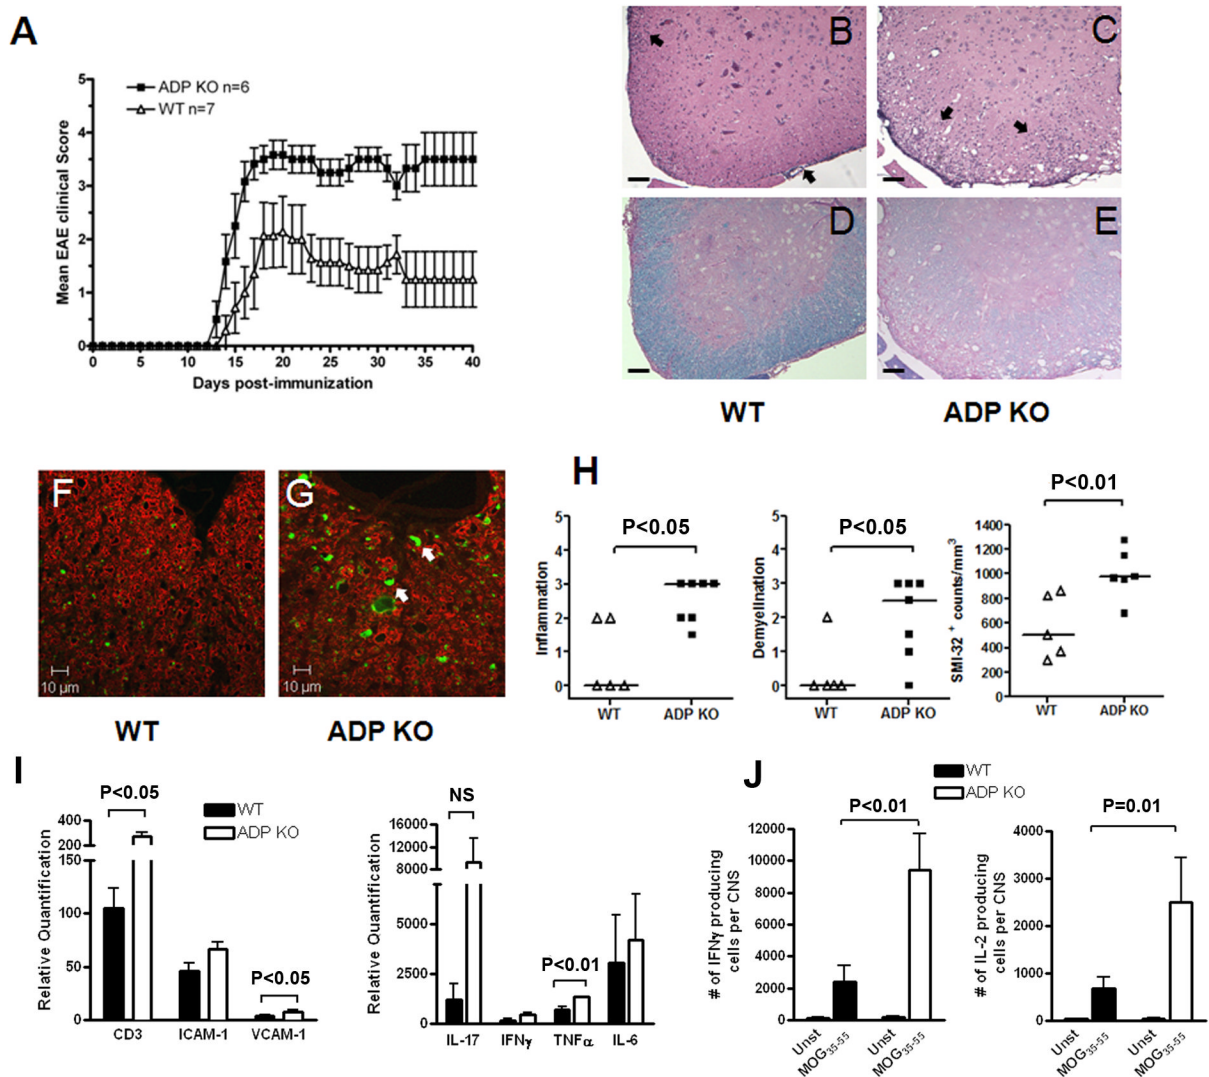 A
ADP KO n=6
WT n=7
Mean EAE clinical Score
5
4
3
2
1
0
0 5 10 15 20 25 30 35 40
Days post-immunization
B
C
D
E
WT
ADP KO
F
10 µm
G
10 µm
WT
ADP KO
H
P<0.05
Inflammation
5
4
3
2
1
0
WT ADP KO
P<0.05
Demyelination
5
4
3
2
1
0
WT ADP KO
P<0.01
SMI-32 + counts/mm3
1400
1200
1000
800
600
400
200
0
WT ADP KO
I
P<0.05
WT
ADP KO
Relative Quantification
400
200
150
100
50
0
P<0.05
CD3 ICAM-1 VCAM-1
NS
Relative Quantification
16000
12000
8000
5000
2500
0
P<0.01
IL-17 IFNγ TNFα IL-6
J
WT
ADP KO
P<0.01
# of IFNγ producing
cells per CNS
12000
10000
8000
6000
4000
2000
0
Unst MOG35-55 Unst MOG35-55
P=0.01
# of IL-2 producing
cells per CNS
4000
3000
2000
1000
0
Unst MOG35-55 Unst MOG35-55